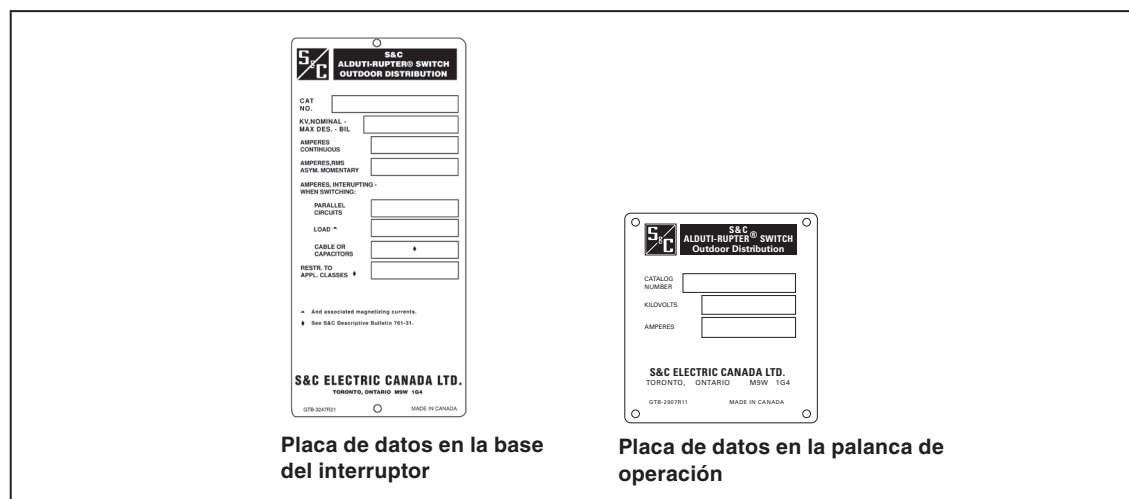 S&C
S&C
ALDUTI-RUPTER® SWITCH
OUTDOOR DISTRIBUTION
CAT
NO.
KV,NOMINAL -
MAX DES. - BIL
AMPERES
CONTINUOUS
AMPERES,RMS
ASYM. MOMENTARY
AMPERES, INTERUPTING -
WHEN SWITCHING:
PARALLEL
CIRCUITS
LOAD
CABLE OR
CAPACITORS ♦
RESTR. TO
APPL. CLASSES ♦
And associated magnetizing currents.
♦ See S&C Descriptive Bulletin 761-31.
S&C ELECTRIC CANADA LTD.
TORONTO, ONTARIO M9W 1G4
GTB-3247R21 MADE IN CANADA
Placa de datos en la base
del interruptor
S&C
S&C
ALDUTI-RUPTER® SWITCH
Outdoor Distribution
CATALOG
NUMBER
KILOVOLTS
AMPERES
S&C ELECTRIC CANADA LTD.
TORONTO, ONTARIO M9W 1G4
GTB-2907R11 MADE IN CANADA
Placa de datos en la palanca de
operación